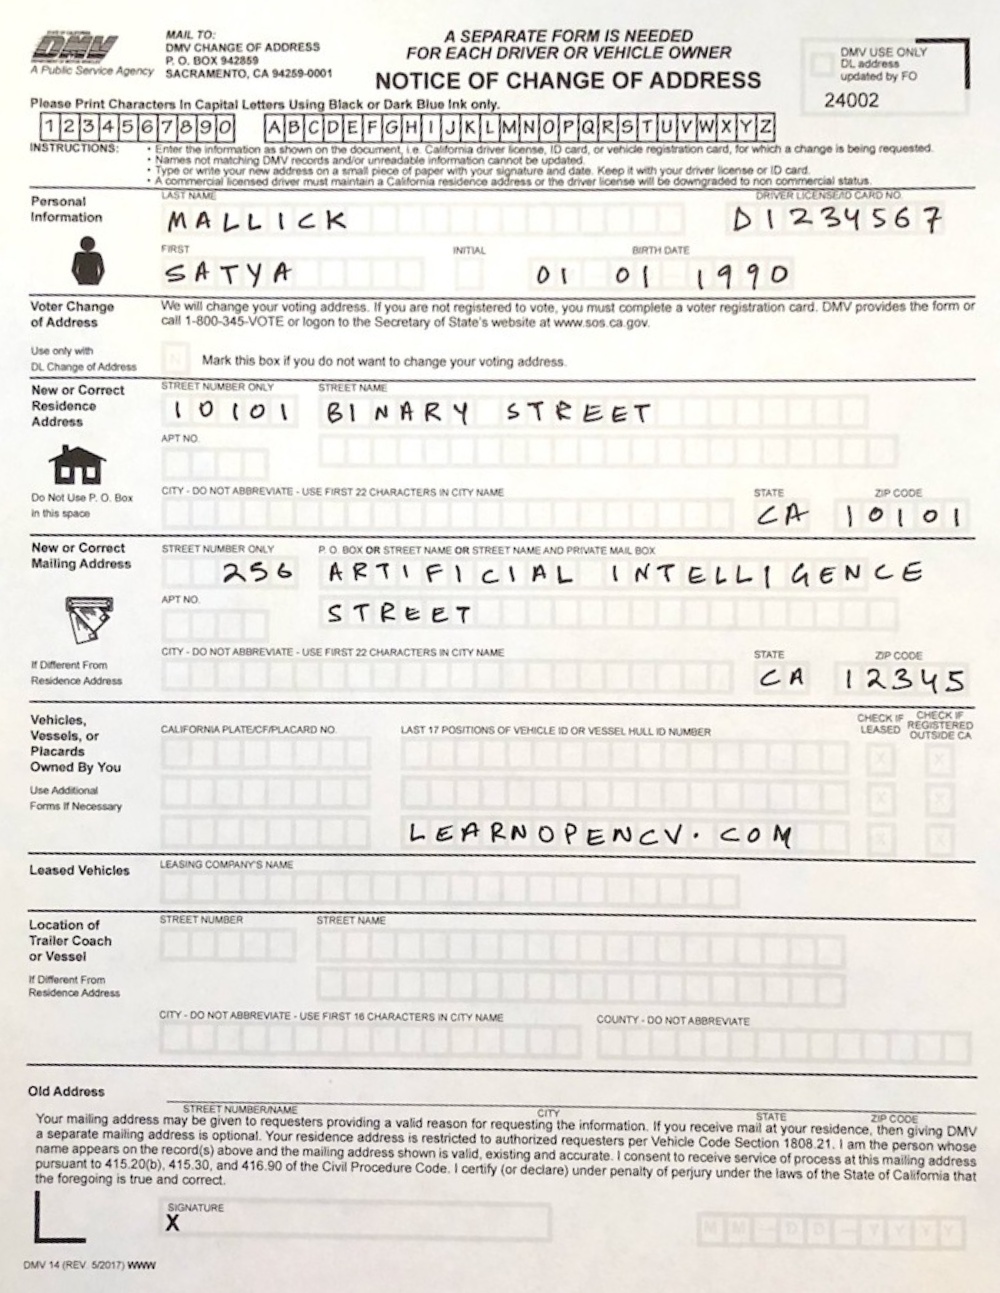 STATE OF CALIFORNIA
DMV
A Public Service Agency
MAIL TO:
DMV CHANGE OF ADDRESS
P. O. BOX 942859
SACRAMENTO, CA 94259-0001
A SEPARATE FORM IS NEEDED
FOR EACH DRIVER OR VEHICLE OWNER
NOTICE OF CHANGE OF ADDRESS
DMV USE ONLY
DL address
updated by FO
24002
Please Print Characters In Capital Letters Using Black or Dark Blue Ink only.
1 2 3 4 5 6 7 8 9 0 A B C D E F G H I J K L M N O P Q R S T U V W X Y Z
INSTRUCTIONS: • Enter the information as shown on the document, i.e. California driver license, ID card, or vehicle registration card, for which a change is being requested.
• Names not matching DMV records and/or unreadable information cannot be updated.
• Type or write your new address on a small piece of paper with your signature and date. Keep it with your driver license or ID card.
• A commercial licensed driver must maintain a California residence address or the driver license will be downgraded to non commercial status.
Personal
Information
LAST NAME DRIVER LICENSE/ID CARD NO.
MALLICK D1234567
FIRST INITIAL BIRTH DATE
SATYA 01 01 1990
Voter Change
of Address
We will change your voting address. If you are not registered to vote, you must complete a voter registration card. DMV provides the form or
call 1-800-345-VOTE or logon to the Secretary of State's website at www.sos.ca.gov.
Use only with
DL Change of Address
N Mark this box if you do not want to change your voting address.
New or Correct
Residence
Address
STREET NUMBER ONLY STREET NAME
10101 BINARY STREET
APT NO.
Do Not Use P. O. Box
in this space
CITY - DO NOT ABBREVIATE - USE FIRST 22 CHARACTERS IN CITY NAME STATE ZIP CODE
CA 10101
New or Correct
Mailing Address
STREET NUMBER ONLY P. O. BOX OR STREET NAME OR STREET NAME AND PRIVATE MAIL BOX
256 ARTIFICIAL INTELLIGENCE
APT NO.
STREET
If Different From
Residence Address
CITY - DO NOT ABBREVIATE - USE FIRST 22 CHARACTERS IN CITY NAME STATE ZIP CODE
CA 12345
Vehicles,
Vessels, or
Placards
Owned By You
Use Additional
Forms If Necessary
CALIFORNIA PLATE/CF/PLACARD NO. LAST 17 POSITIONS OF VEHICLE ID OR VESSEL HULL ID NUMBER
CHECK IF
LEASED
CHECK IF
REGISTERED
OUTSIDE CA
X X
X X
LEARNOPENCV.COM X X
Leased Vehicles
LEASING COMPANY'S NAME
Location of
Trailer Coach
or Vessel
If Different From
Residence Address
STREET NUMBER STREET NAME
CITY - DO NOT ABBREVIATE - USE FIRST 16 CHARACTERS IN CITY NAME COUNTY - DO NOT ABBREVIATE
Old Address
STREET NUMBER/NAME CITY STATE ZIP CODE
Your mailing address may be given to requesters providing a valid reason for requesting the information. If you receive mail at your residence, then giving DMV
a separate mailing address is optional. Your residence address is restricted to authorized requesters per Vehicle Code Section 1808.21. I am the person whose
name appears on the record(s) above and the mailing address shown is valid, existing and accurate. I consent to receive service of process at this mailing address
pursuant to 415.20(b), 415.30, and 416.90 of the Civil Procedure Code. I certify (or declare) under penalty of perjury under the laws of the State of California that
the foregoing is true and correct.
SIGNATURE
X
MM-DD-YYYY
DMV 14 (REV. 5/2017) WWW